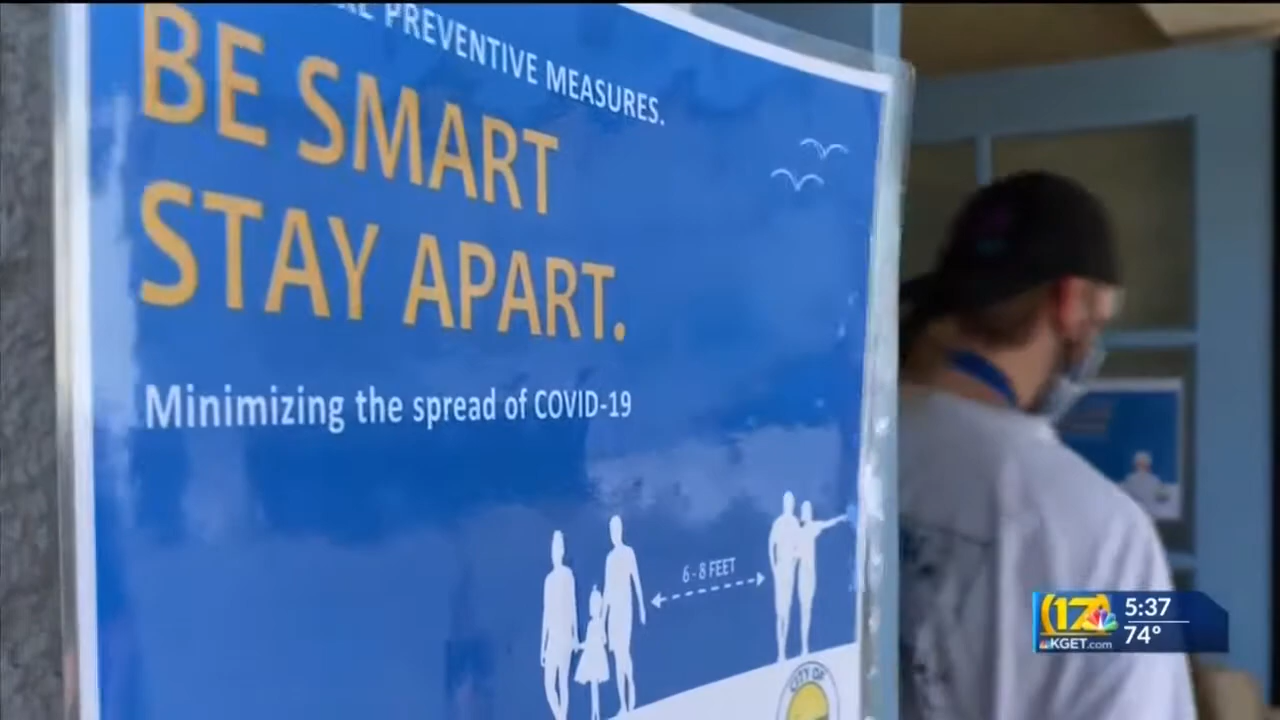 PREVENTIVE MEASURES.
BE SMART
STAY APART.
Minimizing the spread of COVID-19
6-8 FEET
CITY OF
17
5:37
74°
KGET.com